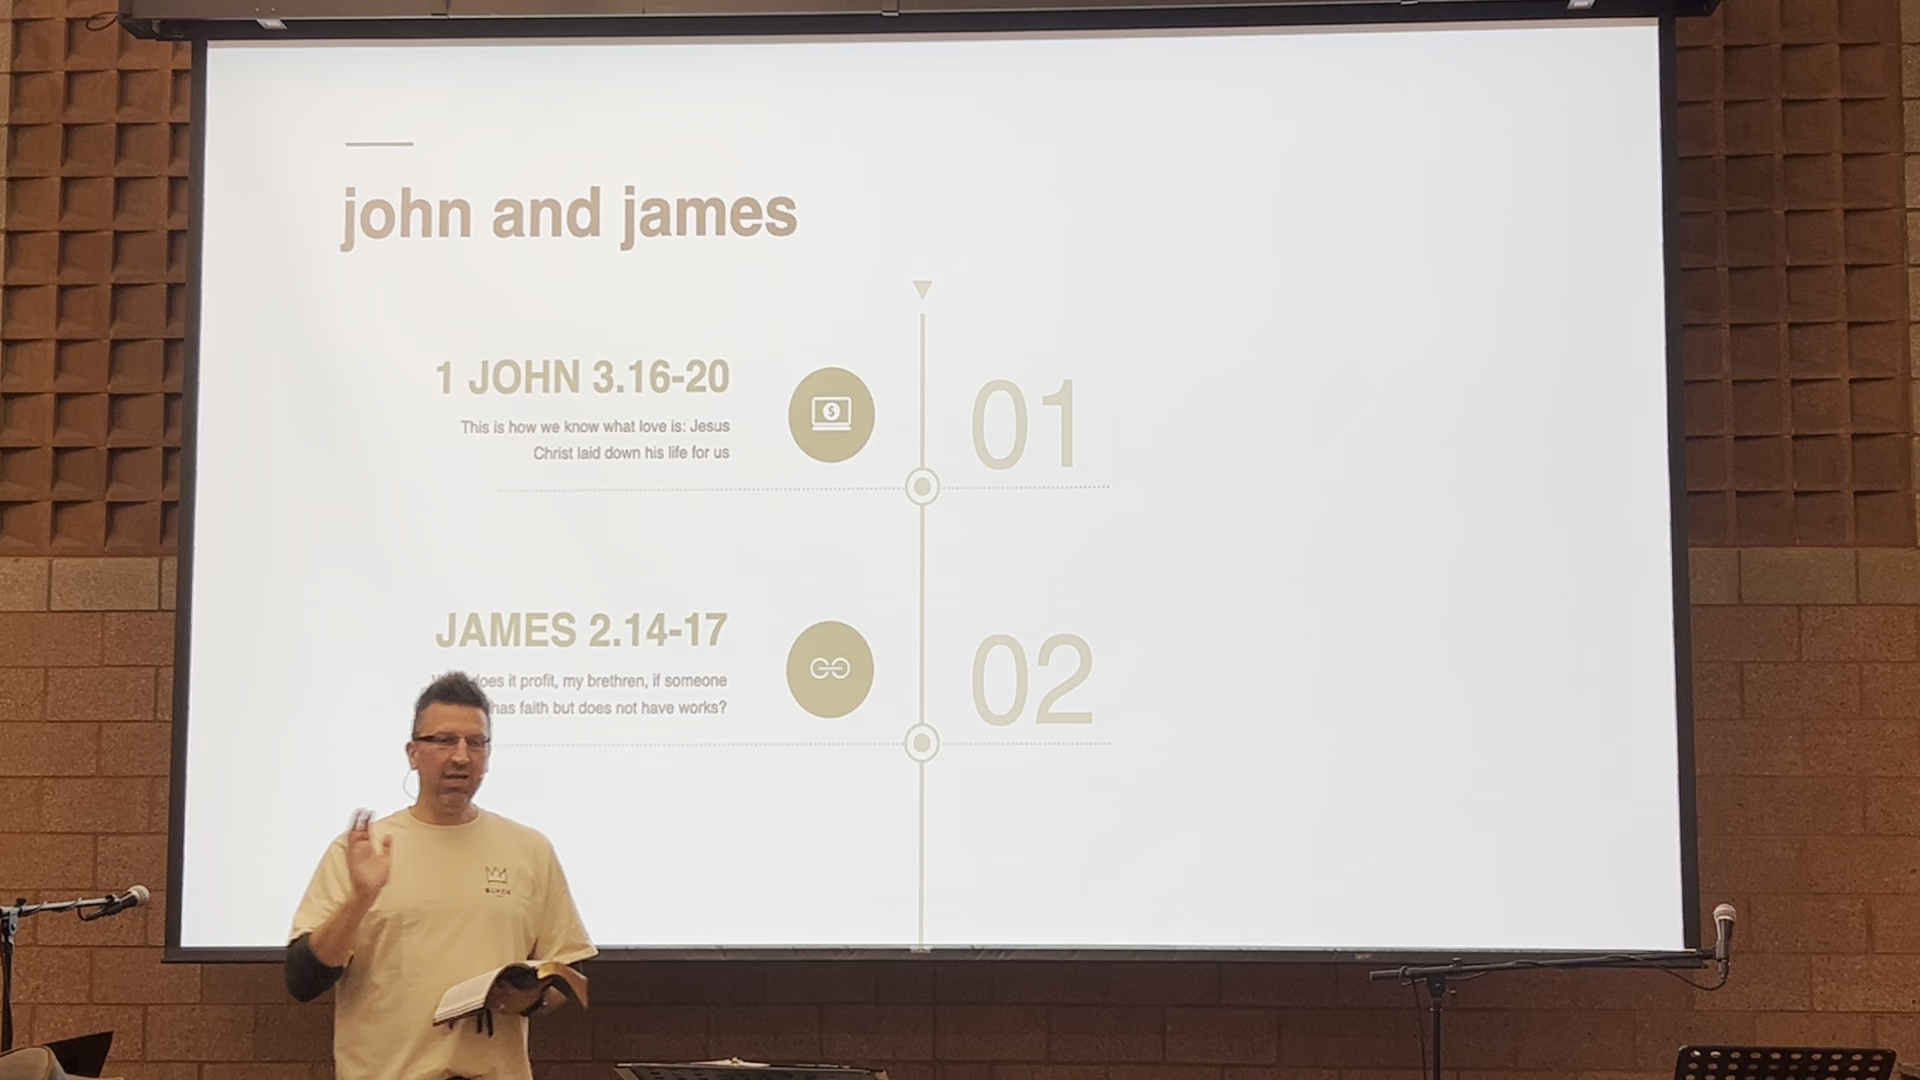 john and james
1 JOHN 3.16-20
This is how we know what love is: Jesus
Christ laid down his life for us
01
JAMES 2.14-17
does it profit, my brethren, if someone
has faith but does not have works?
02
BLVCK